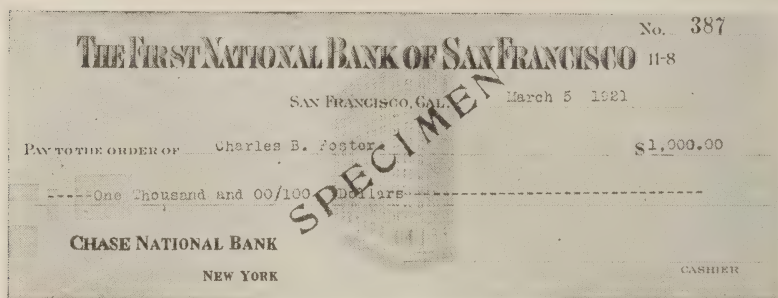 No. 387
THE FIRST NATIONAL BANK OF SAN FRANCISCO 11-8
SAN FRANCISCO, CAL. March 5 1921
PAY TO THE ORDER OF Charles B. Foster $1,000.00
-----One Thousand and 00/100 Dollars-----------------------------
SPECIMEN
CHASE NATIONAL BANK
NEW YORK
CASHIER